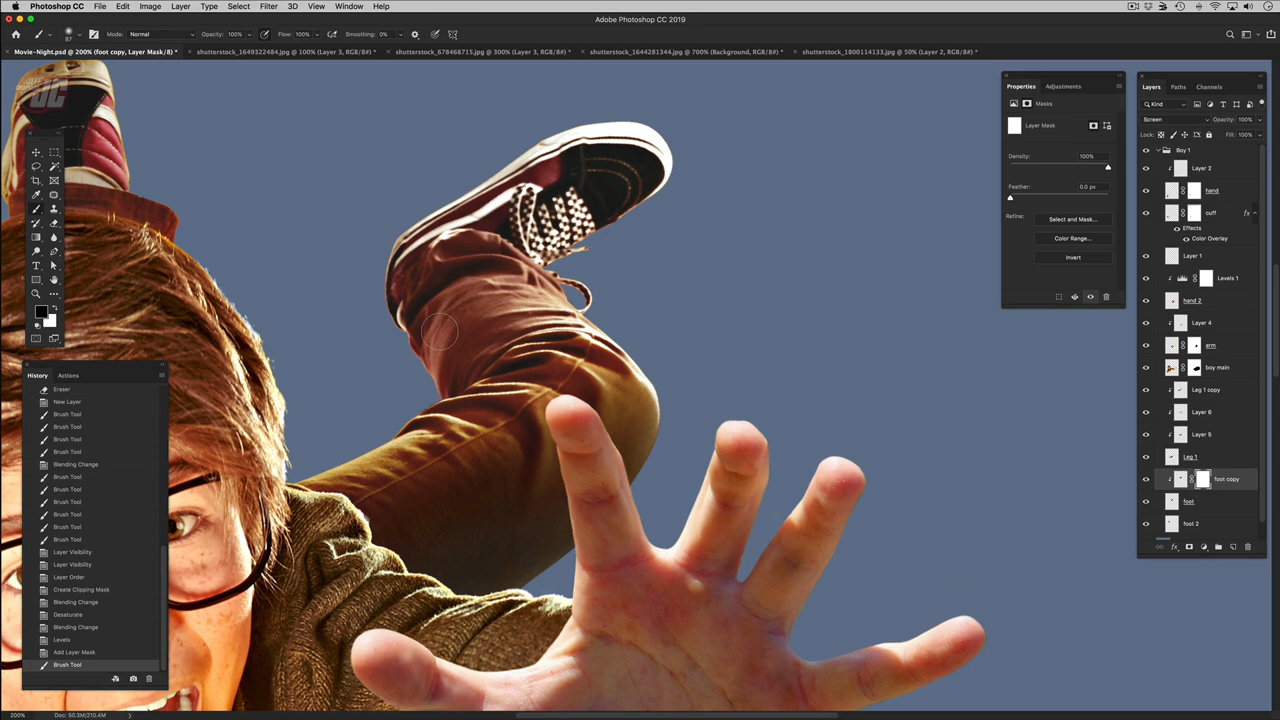 Photoshop CC File Edit Image Layer Type Select Filter 3D View Window Help
Adobe Photoshop CC 2019
87 Mode: Normal Opacity: 100% Flow: 100% Smoothing: 0%
Movie-Night.psd @ 200% (foot copy, Layer Mask/8) * shutterstock_1649322484.jpg @ 100% (Layer 3, RGB/8#) * shutterstock_678468715.jpg @ 300% (Layer 3, RGB/8#) * shutterstock_1644281344.jpg @ 700% (Background, RGB/8#) * shutterstock_1800114133.jpg @ 50% (Layer 2, RGB/8#) *
Properties Adjustments
Masks
Layer Mask
Density: 100%
Feather: 0.0 px
Refine: Select and Mask...
Color Range...
Invert
Layers Paths Channels
Kind
Screen Opacity: 100%
Lock: Fill: 100%
Boy 1
Layer 2
hand
cuff fx
Effects
Color Overlay
Layer 1
Levels 1
hand 2
Layer 4
arm
boy main
Leg 1 copy
Layer 6
Layer 5
Leg 1
foot copy
foot
foot 2
History Actions
Eraser
New Layer
Brush Tool
Brush Tool
Brush Tool
Brush Tool
Blending Change
Brush Tool
Brush Tool
Brush Tool
Brush Tool
Brush Tool
Brush Tool
Layer Visibility
Layer Visibility
Layer Order
Create Clipping Mask
Blending Change
Desaturate
Blending Change
Levels
Add Layer Mask
Brush Tool
200% Doc: 50.3M/210.4M